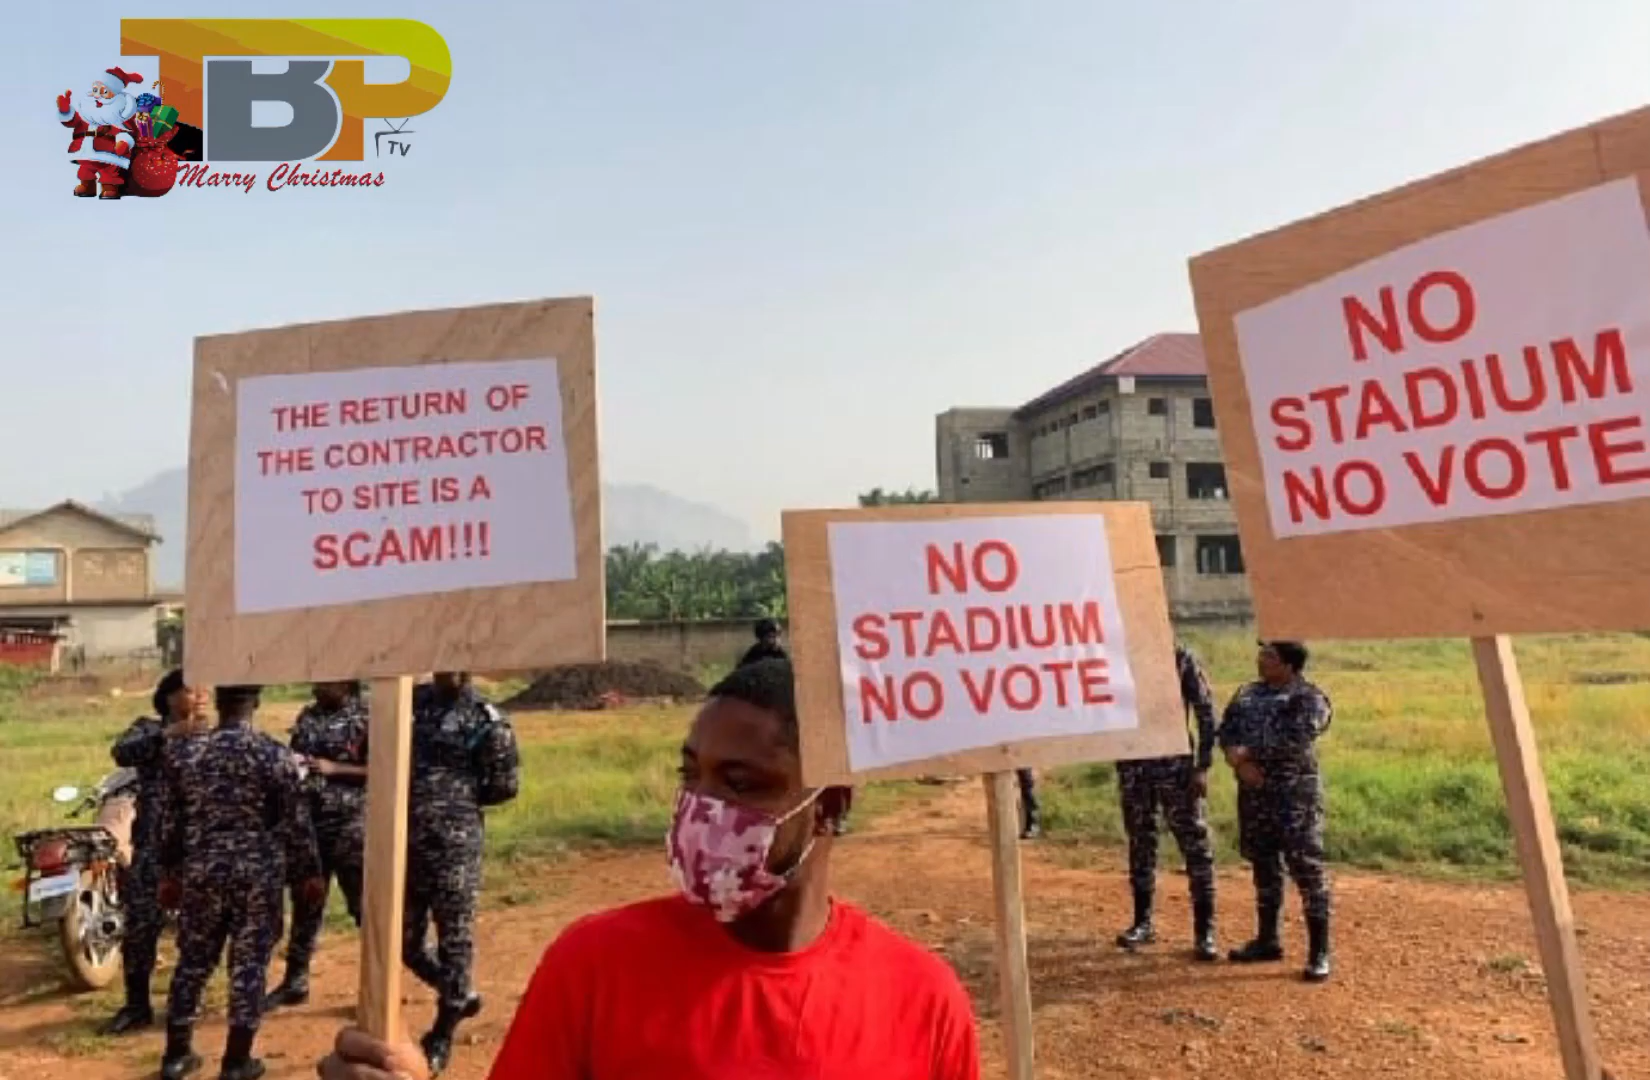 TBP
TV
Marry Christmas
THE RETURN OF
THE CONTRACTOR
TO SITE IS A
SCAM!!!
NO
STADIUM
NO VOTE
NO
STADIUM
NO VOTE